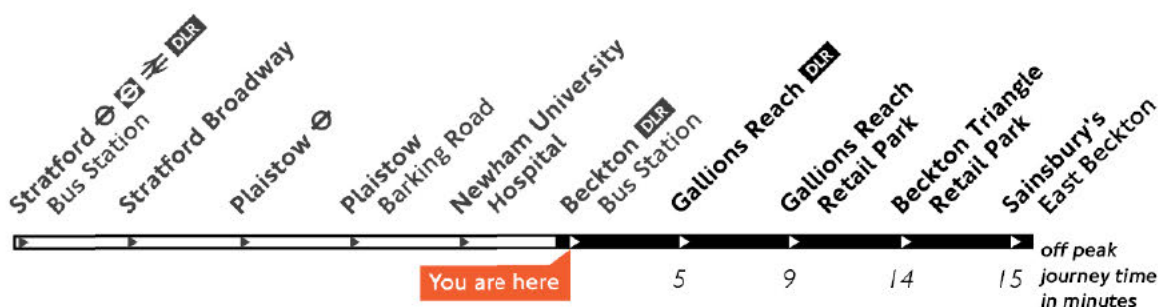 Stratford DLR
Bus Station
Stratford Broadway
Plaistow
Plaistow
Barking Road
Newham University
Hospital
Beckton DLR
Bus Station
Gallions Reach DLR
Gallions Reach
Retail Park
Beckton Triangle
Retail Park
Sainsbury's
East Beckton
You are here
5
9
14
15
off peak
journey time
in minutes